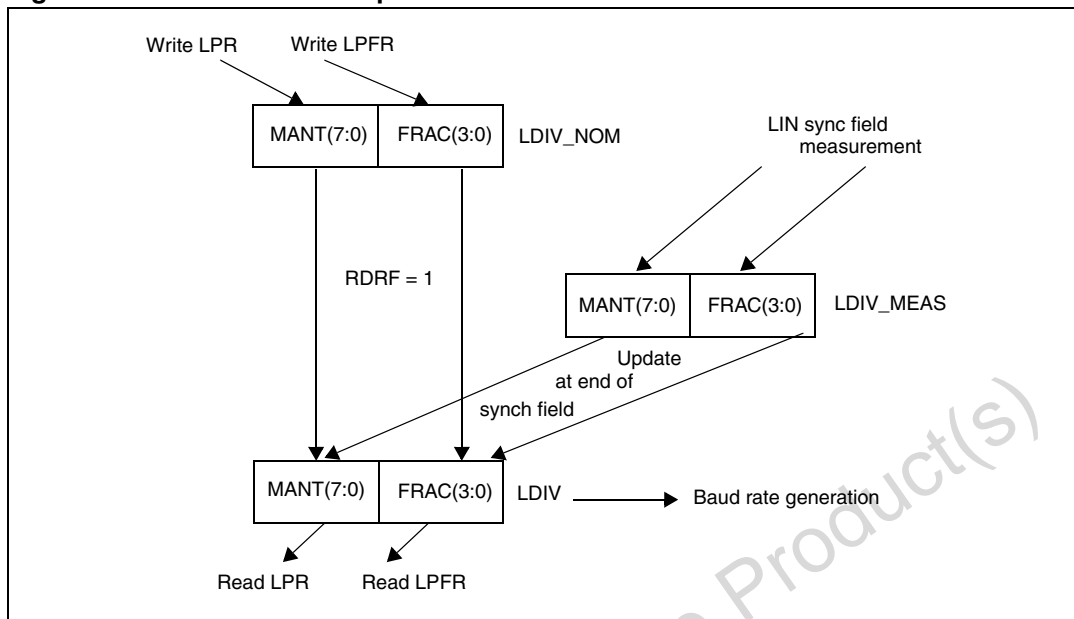 Write LPR
Write LPFR
MANT(7:0)
FRAC(3:0)
LDIV_NOM
LIN sync field
measurement
RDRF = 1
MANT(7:0)
FRAC(3:0)
LDIV_MEAS
Update
at end of
synch field
MANT(7:0)
FRAC(3:0)
LDIV
Baud rate generation
Read LPR
Read LPFR
Product(s)